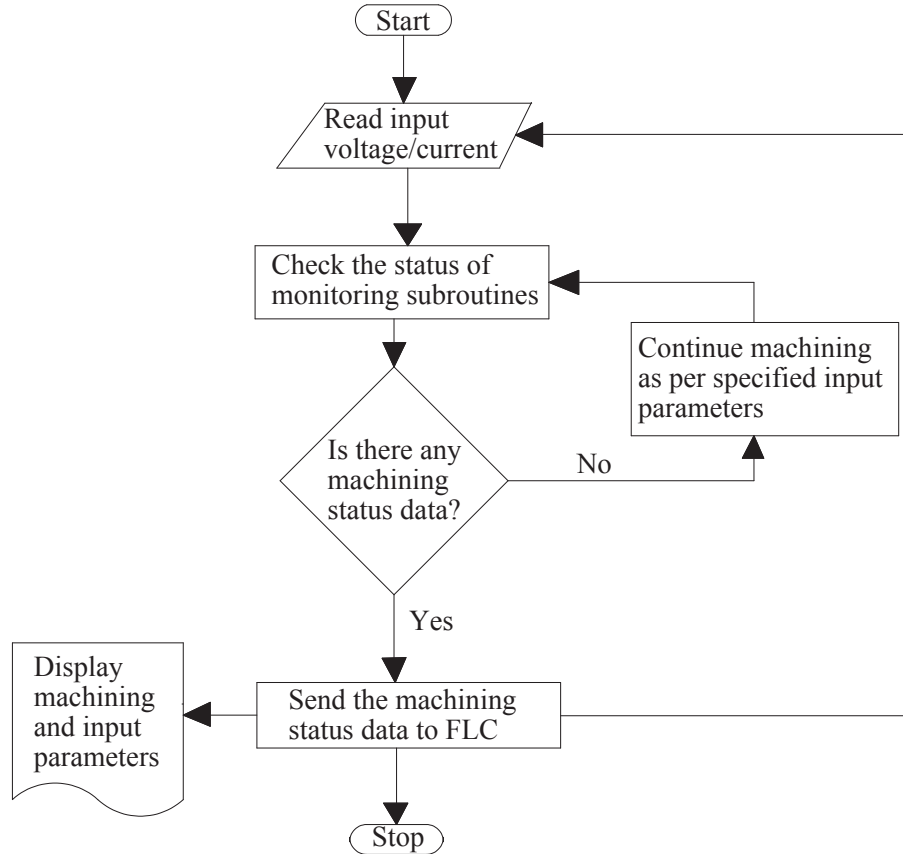 Start
Read input
voltage/current
Check the status of
monitoring subroutines
Continue machining
as per specified input
parameters
Is there any
machining
status data?
No
Yes
Display
machining
and input
parameters
Send the machining
status data to FLC
Stop